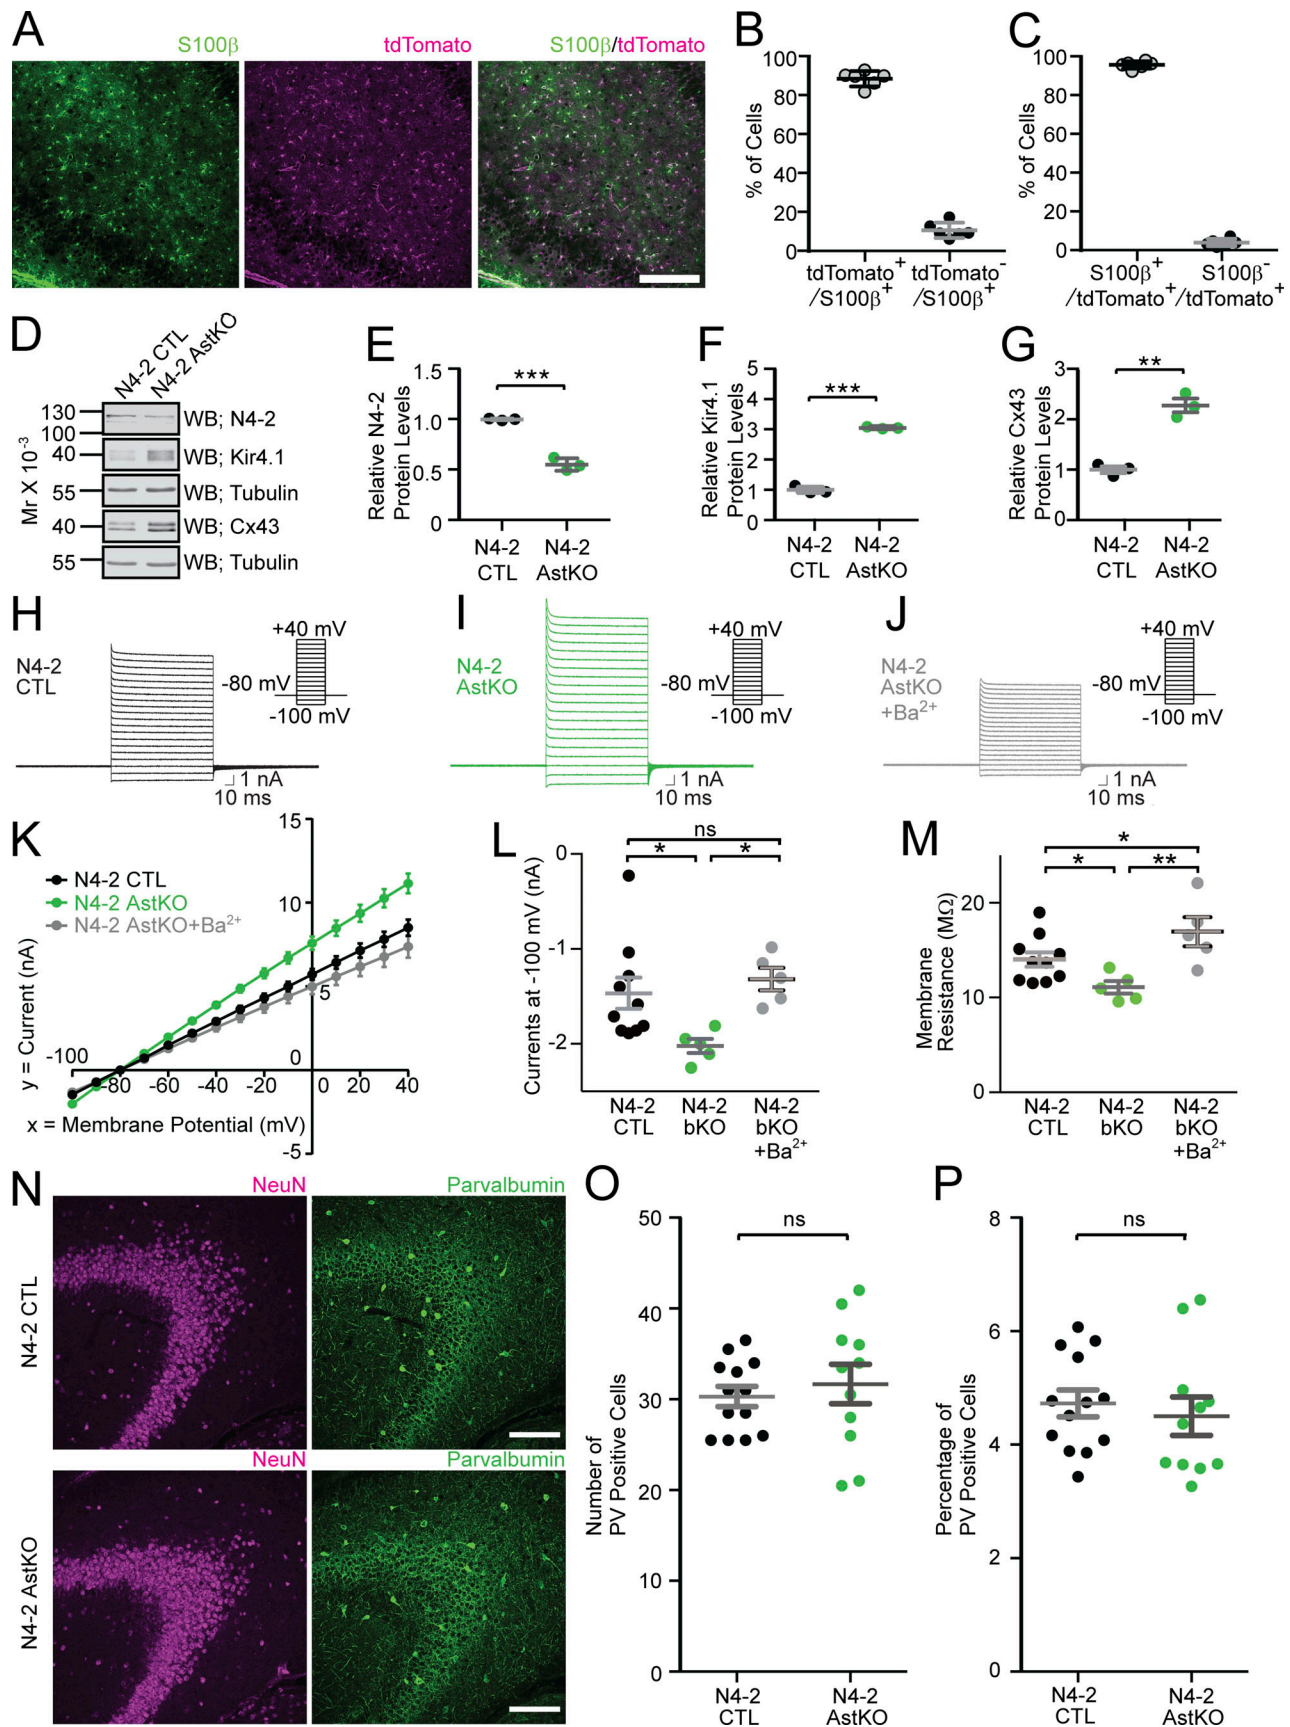 A
S100β
tdTomato
S100β/tdTomato
B
% of Cells
100
80
60
40
20
0
tdTomato+
/S100β+
tdTomato-
/S100β+
C
% of Cells
100
80
60
40
20
0
S100β+
/tdTomato+
S100β-
/tdTomato+
D
N4-2 CTL
N4-2 AstKO
Mr X 10-3
130
100
WB; N4-2
40
WB; Kir4.1
55
WB; Tubulin
40
WB; Cx43
55
WB; Tubulin
E
Relative N4-2
Protein Levels
1.5
1.0
0.5
0
***
N4-2
CTL
N4-2
AstKO
F
Relative Kir4.1
Protein Levels
5
4
3
2
1
0
***
N4-2
CTL
N4-2
AstKO
G
Relative Cx43
Protein Levels
3
2
1
0
**
N4-2
CTL
N4-2
AstKO
H
N4-2
CTL
+40 mV
-80 mV
-100 mV
1 nA
10 ms
I
N4-2
AstKO
+40 mV
-80 mV
-100 mV
1 nA
10 ms
J
N4-2
AstKO
+Ba2+
+40 mV
-80 mV
-100 mV
1 nA
10 ms
K
N4-2 CTL
N4-2 AstKO
N4-2 AstKO+Ba2+
y = Current (nA)
15
10
5
0
-5
-100
-80
-60
-40
-20
0
20
40
x = Membrane Potential (mV)
L
Currents at -100 mV (nA)
0
-1
-2
ns
*
*
N4-2
CTL
N4-2
bKO
N4-2
bKO
+Ba2+
M
Membrane
Resistance (MΩ)
20
10
0
*
*
**
N4-2
CTL
N4-2
bKO
N4-2
bKO
+Ba2+
N
NeuN
Parvalbumin
N4-2 CTL
NeuN
Parvalbumin
N4-2 AstKO
O
Number of
PV Positive Cells
50
40
30
20
10
0
ns
N4-2
CTL
N4-2
AstKO
P
Percentage of
PV Positive Cells
8
6
4
2
0
ns
N4-2
CTL
N4-2
AstKO